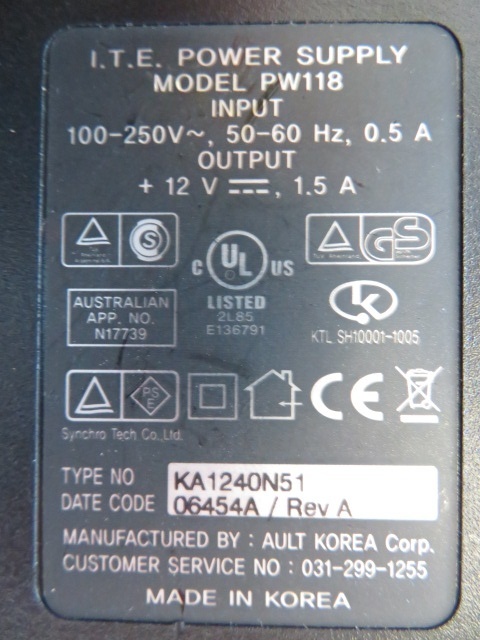 I.T.E. POWER SUPPLY
MODEL PW118
INPUT
100-250V~, 50-60 Hz, 0.5 A
OUTPUT
+ 12 V ⎓, 1.5 A
S
C UL US
GS
LISTED
2L85
E136791
AUSTRALIAN
APP. NO.
N17739
KTL SH10001-1005
PS
E
CE
Synchro Tech Co.,Ltd.
TYPE NO KA1240N51
DATE CODE 06454A / Rev A
MANUFACTURED BY : AULT KOREA Corp.
CUSTOMER SERVICE NO : 031-299-1255
MADE IN KOREA